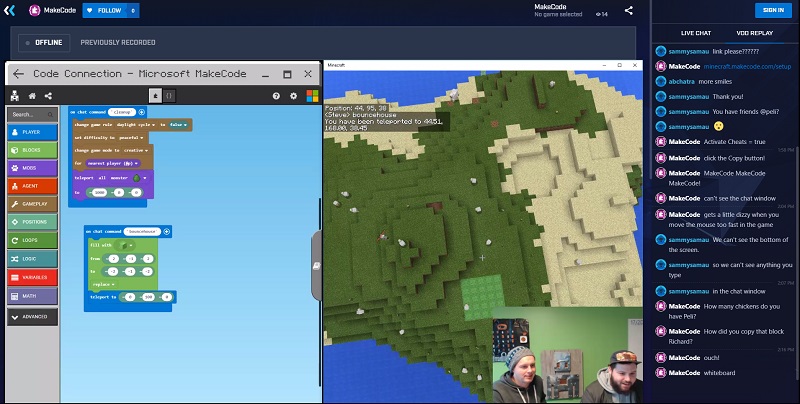 MakeCode
FOLLOW 0
MakeCode
No game selected
14
SIGN IN
OFFLINE
PREVIOUSLY RECORDED
LIVE CHAT
VOD REPLAY
Code Connection - Microsoft MakeCode
Search...
PLAYER
BLOCKS
MOBS
AGENT
GAMEPLAY
POSITIONS
LOOPS
LOGIC
VARIABLES
MATH
ADVANCED
on chat command
change game rule daylight cycle to false
set difficulty to peaceful
change game mode to creative
for nearest player (@p)
teleport all monster
to
on chat command "bouncehouse"
fill with
from
to
replace
teleport to ~0 ~100 ~0
Minecraft
Position: 44, 95, 38
<Steve> bouncehouse
You have been teleported to 44.51,
168.00, 38.45
sammysamau link please??????
MakeCode minecraft.makecode.com/setup
abchatra more smiles
sammysamau Thank you!
MakeCode You have friends @peli?
sammysamau
MakeCode Activate Cheats = true
1:58 PM
MakeCode click the Copy button!
MakeCode MakeCode MakeCode
MakeCode!
MakeCode can't see the chat window
MakeCode gets a little dizzy when you
move the mouse too fast in the game
sammysamau We can't see the bottom of
the screen.
sammysamau so we can't see anything you
type
sammysamau in the chat window
MakeCode How many chickens do you
have Peli?
MakeCode How did you copy that block
Richard?
MakeCode ouch!
MakeCode whiteboard